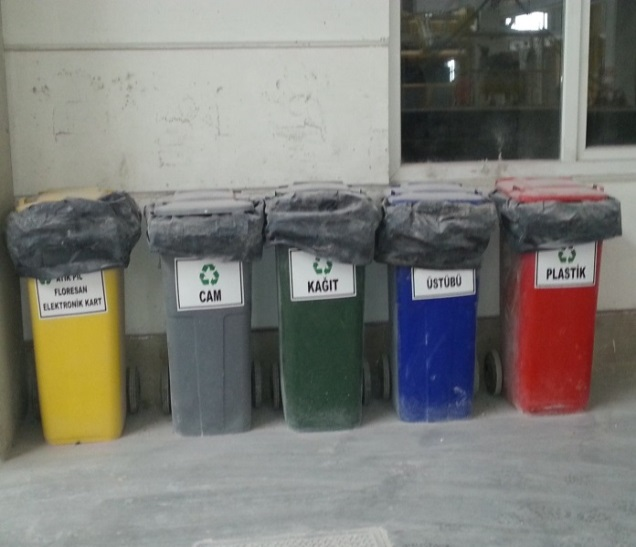 ATIK PİL
FLORESAN
ELEKTRONİK KART
CAM
KAĞIT
ÜSTÜBÜ
PLASTİK